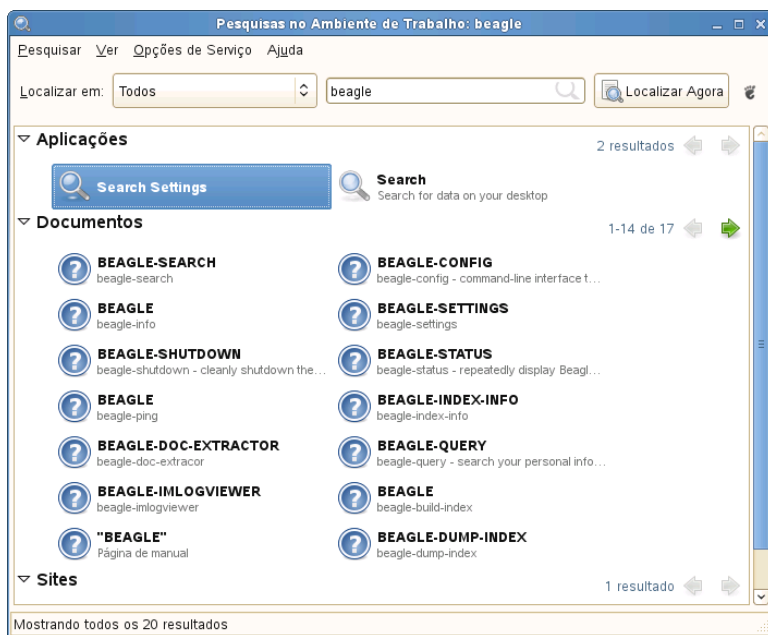 Pesquisas no Ambiente de Trabalho: beagle
Pesquisar Ver Opções de Serviço Ajuda
Localizar em: Todos beagle Localizar Agora
Aplicações 2 resultados
Search Settings
Search
Search for data on your desktop
Documentos 1-14 de 17
BEAGLE-SEARCH
beagle-search
BEAGLE-CONFIG
beagle-config - command-line interface t...
BEAGLE
beagle-info
BEAGLE-SETTINGS
beagle-settings
BEAGLE-SHUTDOWN
beagle-shutdown - cleanly shutdown the...
BEAGLE-STATUS
beagle-status - repeatedly display Beagl...
BEAGLE
beagle-ping
BEAGLE-INDEX-INFO
beagle-index-info
BEAGLE-DOC-EXTRACTOR
beagle-doc-extracor
BEAGLE-QUERY
beagle-query - search your personal info...
BEAGLE-IMLOGVIEWER
beagle-imlogviewer
BEAGLE
beagle-build-index
"BEAGLE"
Página de manual
BEAGLE-DUMP-INDEX
beagle-dump-index
Sites 1 resultado
Mostrando todos os 20 resultados